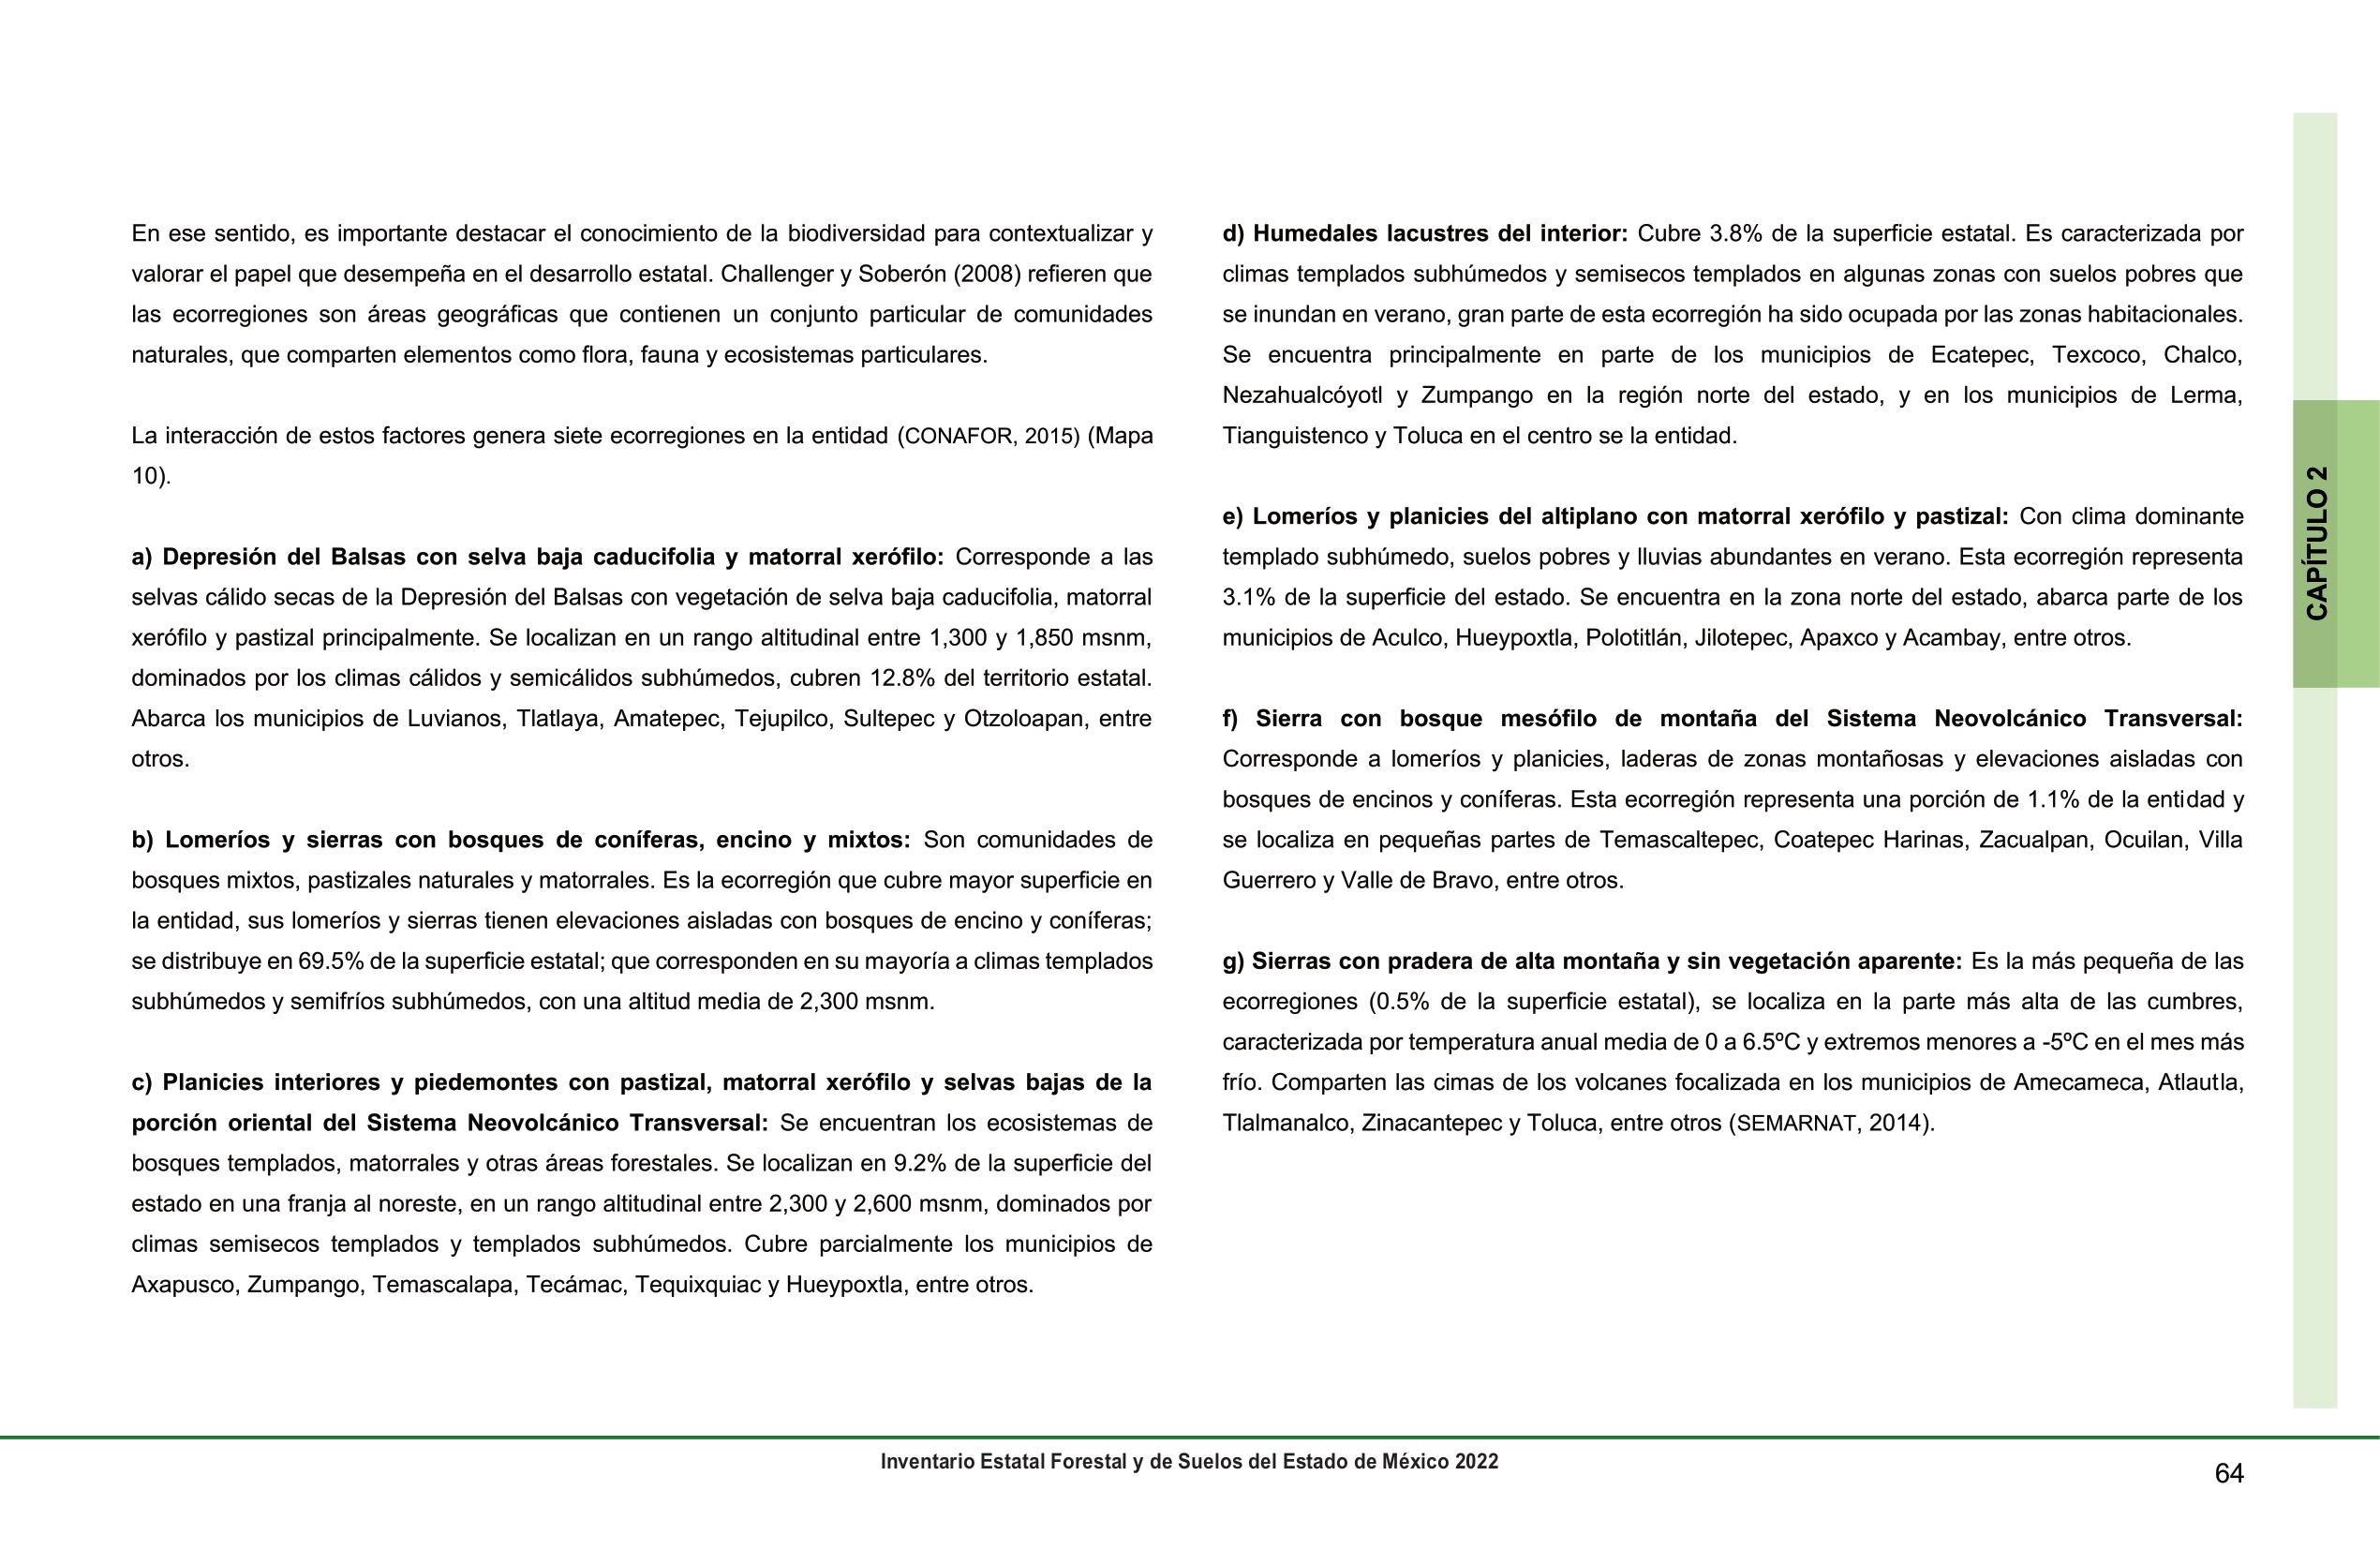 En ese sentido, es importante destacar el conocimiento de la biodiversidad para contextualizar y
valorar el papel que desempeña en el desarrollo estatal. Challenger y Soberón (2008) refieren que
las ecorregiones son áreas geográficas que contienen un conjunto particular de comunidades
naturales, que comparten elementos como flora, fauna y ecosistemas particulares.
La interacción de estos factores genera siete ecorregiones en la entidad (CONAFOR, 2015) (Mapa
10).
a) Depresión del Balsas con selva baja caducifolia y matorral xerófilo: Corresponde a las
selvas cálido secas de la Depresión del Balsas con vegetación de selva baja caducifolia, matorral
xerófilo y pastizal principalmente. Se localizan en un rango altitudinal entre 1,300 y 1,850 msnm,
dominados por los climas cálidos y semicálidos subhúmedos, cubren 12.8% del territorio estatal.
Abarca los municipios de Luvianos, Tlatlaya, Amatepec, Tejupilco, Sultepec y Otzoloapan, entre
otros.
b) Lomeríos y sierras con bosques de coníferas, encino y mixtos: Son comunidades de
bosques mixtos, pastizales naturales y matorrales. Es la ecorregión que cubre mayor superficie en
la entidad, sus lomeríos y sierras tienen elevaciones aisladas con bosques de encino y coníferas;
se distribuye en 69.5% de la superficie estatal; que corresponden en su mayoría a climas templados
subhúmedos y semifríos subhúmedos, con una altitud media de 2,300 msnm.
c) Planicies interiores y piedemontes con pastizal, matorral xerófilo y selvas bajas de la
porción oriental del Sistema Neovolcánico Transversal: Se encuentran los ecosistemas de
bosques templados, matorrales y otras áreas forestales. Se localizan en 9.2% de la superficie del
estado en una franja al noreste, en un rango altitudinal entre 2,300 y 2,600 msnm, dominados por
climas semisecos templados y templados subhúmedos. Cubre parcialmente los municipios de
Axapusco, Zumpango, Temascalapa, Tecámac, Tequixquiac y Hueypoxtla, entre otros.
d) Humedales lacustres del interior: Cubre 3.8% de la superficie estatal. Es caracterizada por
climas templados subhúmedos y semisecos templados en algunas zonas con suelos pobres que
se inundan en verano, gran parte de esta ecorregión ha sido ocupada por las zonas habitacionales.
Se encuentra principalmente en parte de los municipios de Ecatepec, Texcoco, Chalco,
Nezahualcóyotl y Zumpango en la región norte del estado, y en los municipios de Lerma,
Tianguistenco y Toluca en el centro se la entidad.
e) Lomeríos y planicies del altiplano con matorral xerófilo y pastizal: Con clima dominante
templado subhúmedo, suelos pobres y lluvias abundantes en verano. Esta ecorregión representa
3.1% de la superficie del estado. Se encuentra en la zona norte del estado, abarca parte de los
municipios de Aculco, Hueypoxtla, Polotitlán, Jilotepec, Apaxco y Acambay, entre otros.
f) Sierra con bosque mesófilo de montaña del Sistema Neovolcánico Transversal:
Corresponde a lomeríos y planicies, laderas de zonas montañosas y elevaciones aisladas con
bosques de encinos y coníferas. Esta ecorregión representa una porción de 1.1% de la entidad y
se localiza en pequeñas partes de Temascaltepec, Coatepec Harinas, Zacualpan, Ocuilan, Villa
Guerrero y Valle de Bravo, entre otros.
g) Sierras con pradera de alta montaña y sin vegetación aparente: Es la más pequeña de las
ecorregiones (0.5% de la superficie estatal), se localiza en la parte más alta de las cumbres,
caracterizada por temperatura anual media de 0 a 6.5ºC y extremos menores a -5ºC en el mes más
frío. Comparten las cimas de los volcanes focalizada en los municipios de Amecameca, Atlautla,
Tlalmanalco, Zinacantepec y Toluca, entre otros (SEMARNAT, 2014).
CAPÍTULO 2
Inventario Estatal Forestal y de Suelos del Estado de México 2022
64